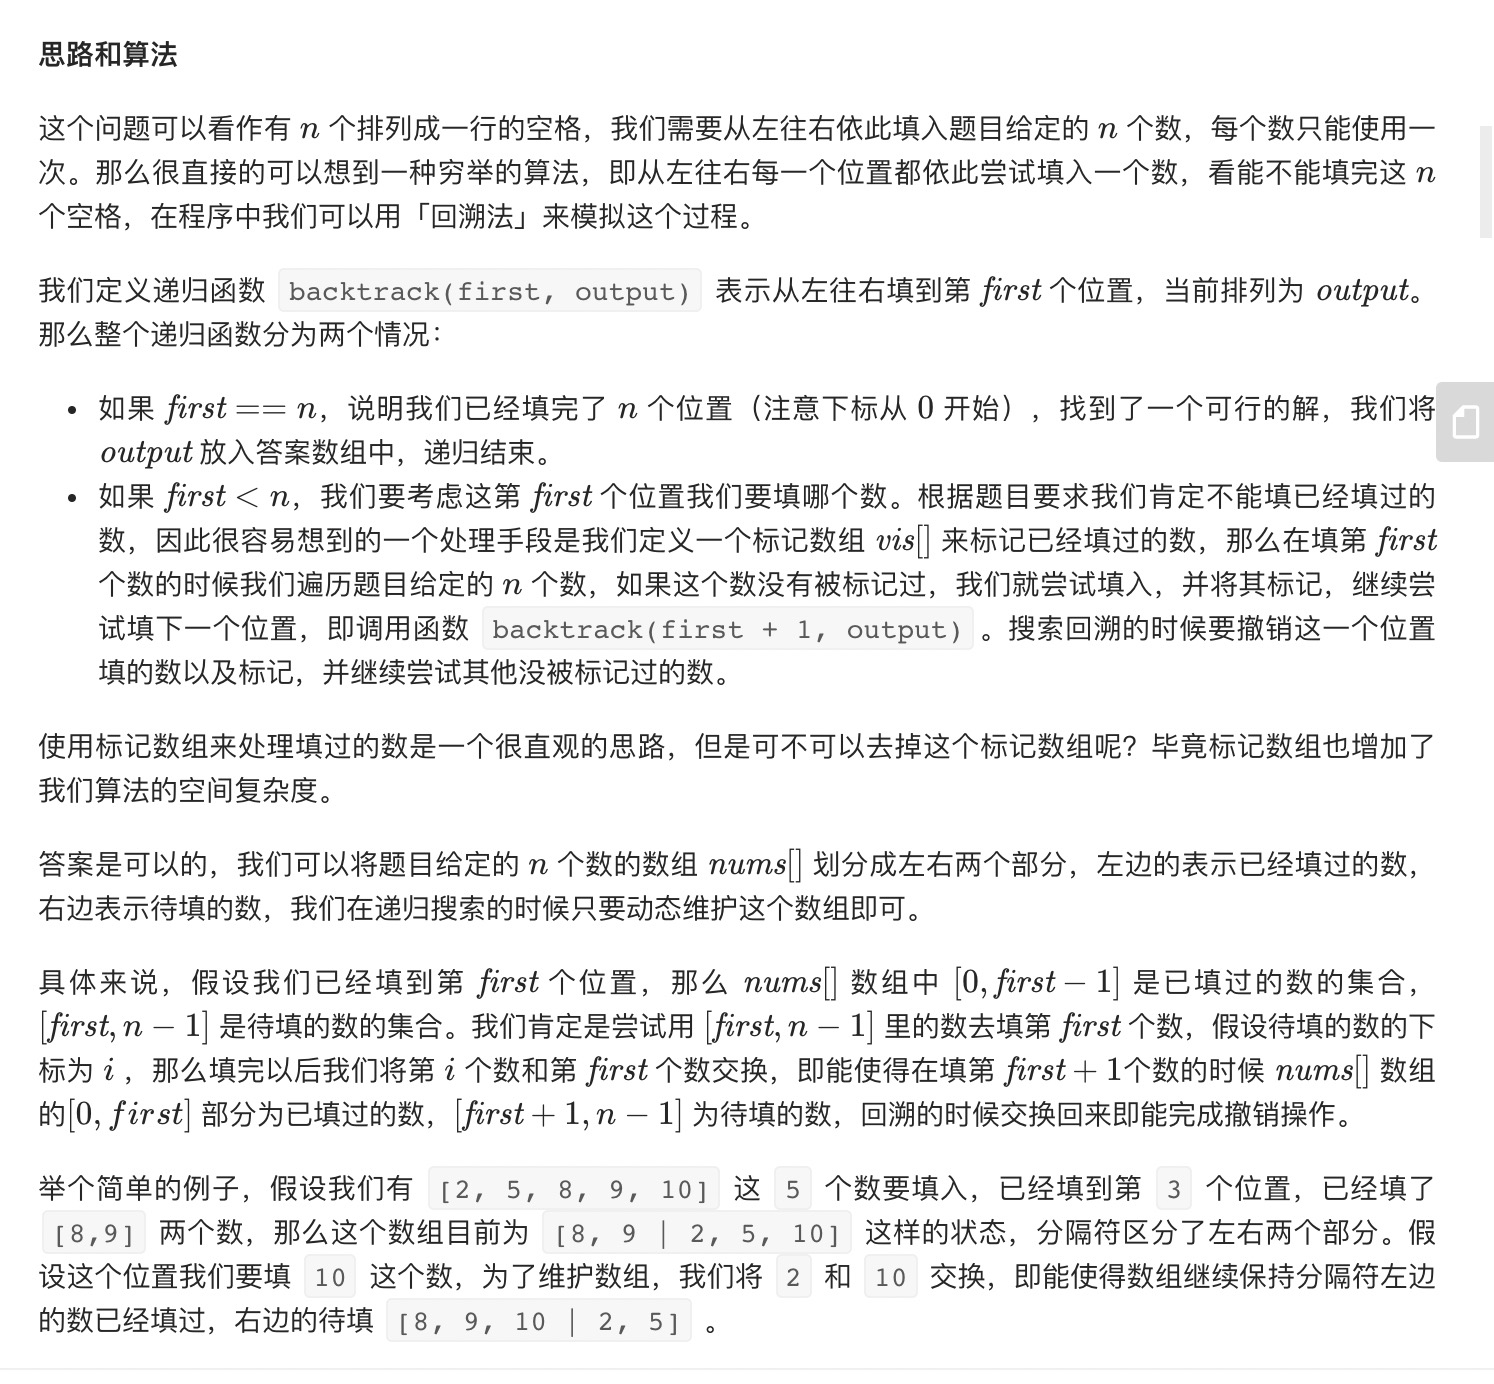 思路和算法
这个问题可以看作有 n 个排列成一行的空格，我们需要从左往右依此填入题目给定的 n 个数，每个数只能使用一
次。那么很直接的可以想到一种穷举的算法，即从左往右每一个位置都依此尝试填入一个数，看能不能填完这 n
个空格，在程序中我们可以用「回溯法」来模拟这个过程。
我们定义递归函数 backtrack(first, output) 表示从左往右填到第 first 个位置，当前排列为 output。
那么整个递归函数分为两个情况：
• 如果 first == n，说明我们已经填完了 n 个位置（注意下标从 0 开始），找到了一个可行的解，我们将
output 放入答案数组中，递归结束。
• 如果 first < n，我们要考虑这第 first 个位置我们要填哪个数。根据题目要求我们肯定不能填已经填过的
数，因此很容易想到的一个处理手段是我们定义一个标记数组 vis[] 来标记已经填过的数，那么在填第 first
个数的时候我们遍历题目给定的 n 个数，如果这个数没有被标记过，我们就尝试填入，并将其标记，继续尝
试填下一个位置，即调用函数 backtrack(first + 1, output) 。搜索回溯的时候要撤销这一个位置
填的数以及标记，并继续尝试其他没被标记过的数。
使用标记数组来处理填过的数是一个很直观的思路，但是可不可以去掉这个标记数组呢？毕竟标记数组也增加了
我们算法的空间复杂度。
答案是可以的，我们可以将题目给定的 n 个数的数组 nums[] 划分成左右两个部分，左边的表示已经填过的数，
右边表示待填的数，我们在递归搜索的时候只要动态维护这个数组即可。
具体来说，假设我们已经填到第 first 个位置，那么 nums[] 数组中 [0, first − 1] 是已填过的数的集合，
[first, n − 1] 是待填的数的集合。我们肯定是尝试用 [first, n − 1] 里的数去填第 first 个数，假设待填的数的下
标为 i ，那么填完以后我们将第 i 个数和第 first 个数交换，即能使得在填第 first + 1个数的时候 nums[] 数组
的[0, first] 部分为已填过的数，[first + 1, n − 1] 为待填的数，回溯的时候交换回来即能完成撤销操作。
举个简单的例子，假设我们有 [2, 5, 8, 9, 10] 这 5 个数要填入，已经填到第 3 个位置，已经填了
[8,9] 两个数，那么这个数组目前为 [8, 9 | 2, 5, 10] 这样的状态，分隔符区分了左右两个部分。假
设这个位置我们要填 10 这个数，为了维护数组，我们将 2 和 10 交换，即能使得数组继续保持分隔符左边
的数已经填过，右边的待填 [8, 9, 10 | 2, 5] 。